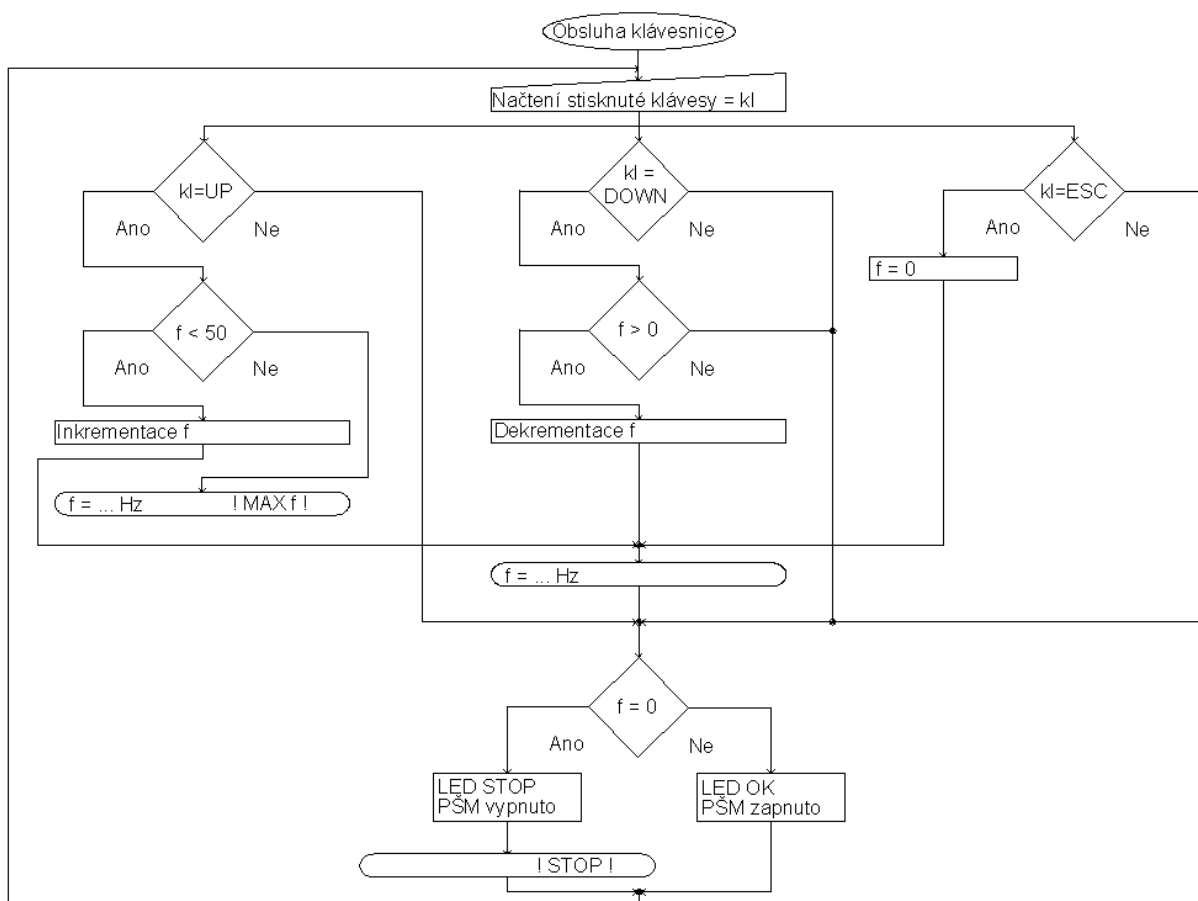 Obsluha klávesnice
Načtení stisknuté klávesy = kl
kl=UP
Ano
Ne
kl =
DOWN
Ano
Ne
kl=ESC
Ano
Ne
f = 0
f < 50
Ano
Ne
f > 0
Ano
Ne
Inkrementace f
Dekrementace f
f = ... Hz ! MAX f !
f = ... Hz
f = 0
Ano
Ne
LED STOP
PŠM vypnuto
LED OK
PŠM zapnuto
! STOP !